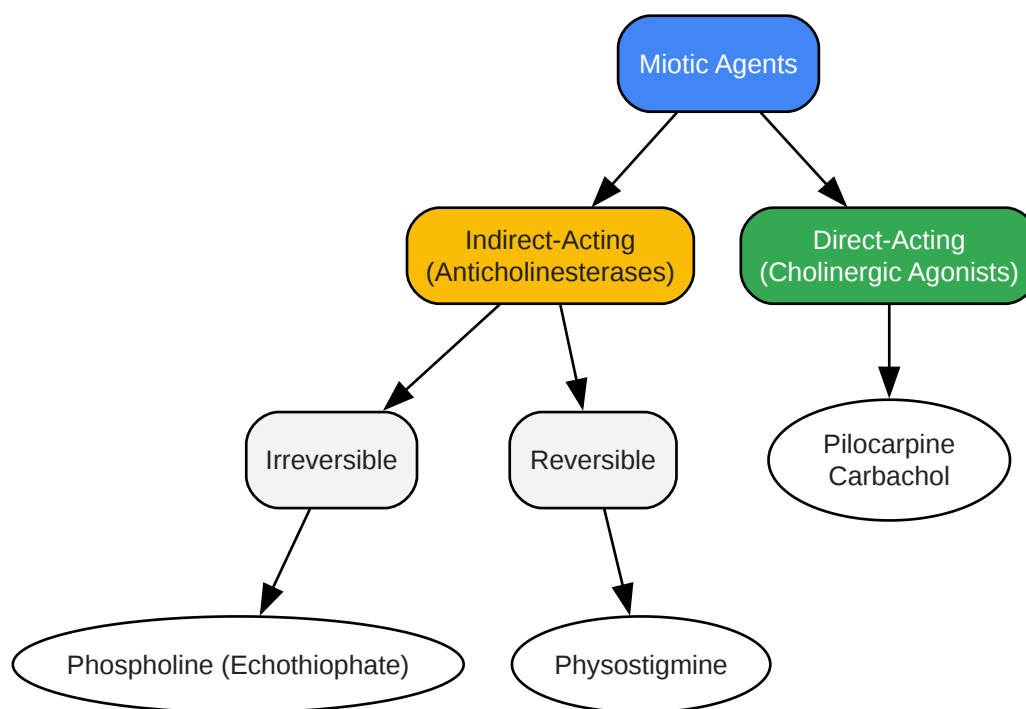 Miotic Agents
Indirect-Acting
(Anticholinesterases)
Direct-Acting
(Cholinergic Agonists)
Irreversible
Reversible
Pilocarpine
Carbachol
Phospholine (Echothiophate)
Physostigmine